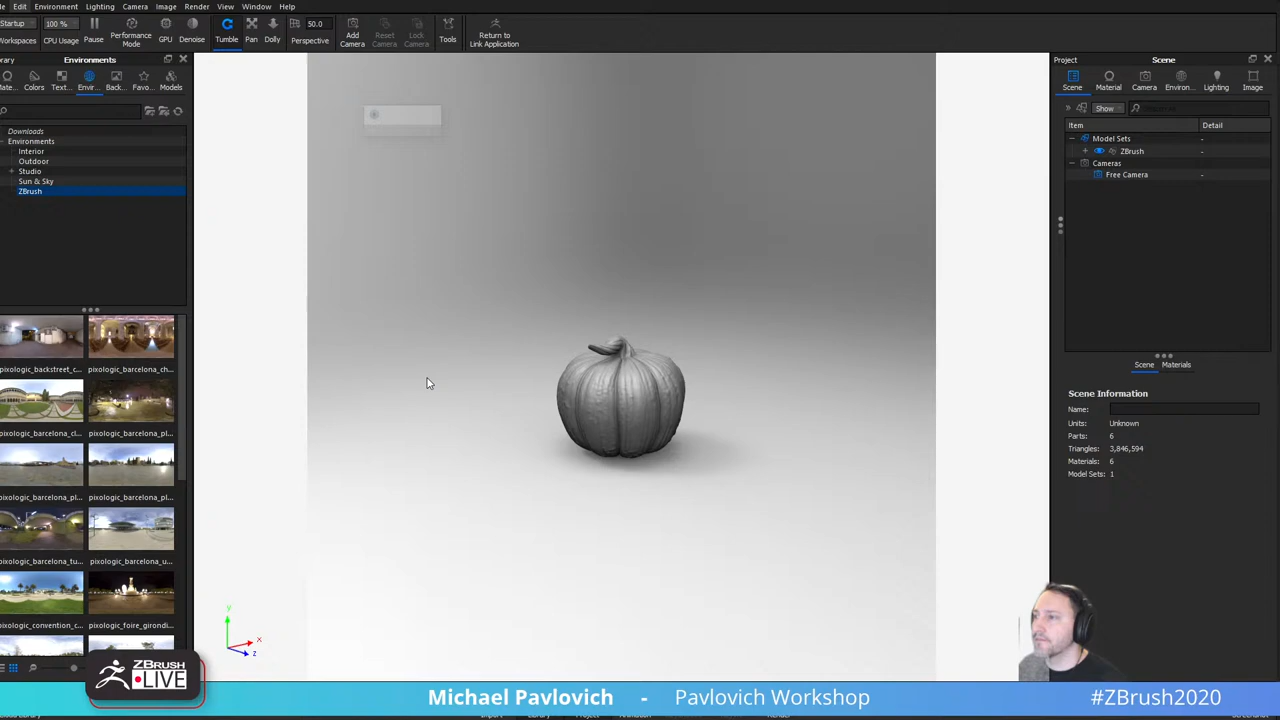 Edit Environment Lighting Camera Image Render View Window Help
Startup 100 % 50.0
Workspaces CPU Usage Pause Performance Mode GPU Denoise Tumble Pan Dolly Perspective Add Camera Reset Camera Lock Camera Tools Return to Link Application
Environments
Colors Text... Envir... Back... Favo... Models
Downloads
Environments
Interior
Outdoor
Studio
Sun & Sky
ZBrush
pixologic_backstreet_c... pixologic_barcelona_ch...
pixologic_barcelona_cl... pixologic_barcelona_pl...
pixologic_barcelona_pl... pixologic_barcelona_pl...
pixologic_barcelona_tu... pixologic_barcelona_u...
pixologic_convention_c... pixologic_foire_girondi...
y
x
z
Project Scene
Scene Material Camera Environ... Lighting Image
Show
Item Detail
Model Sets -
ZBrush -
Cameras
Free Camera -
Scene Materials
Scene Information
Name:
Units: Unknown
Parts: 6
Triangles: 3,846,594
Materials: 6
Model Sets: 1
ZBRUSH
LIVE
Michael Pavlovich - Pavlovich Workshop #ZBrush2020